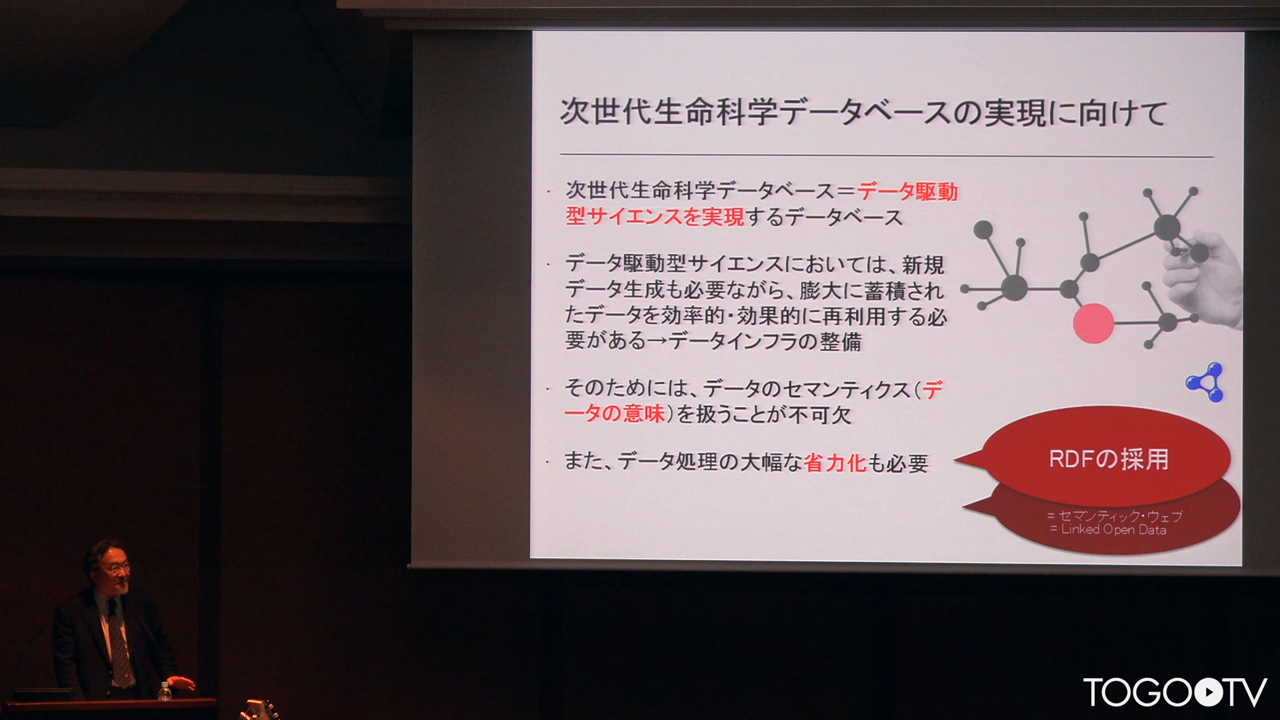 次世代生命科学データベースの実現に向けて
・ 次世代生命科学データベース＝データ駆動
型サイエンスを実現するデータベース
・ データ駆動型サイエンスにおいては、新規
データ生成も必要ながら、膨大に蓄積され
たデータを効率的・効果的に再利用する必
要がある→データインフラの整備
・ そのためには、データのセマンティクス（デ
ータの意味）を扱うことが不可欠
・ また、データ処理の大幅な省力化も必要
RDFの採用
= セマンティック・ウェブ
= Linked Open Data
TOGO TV